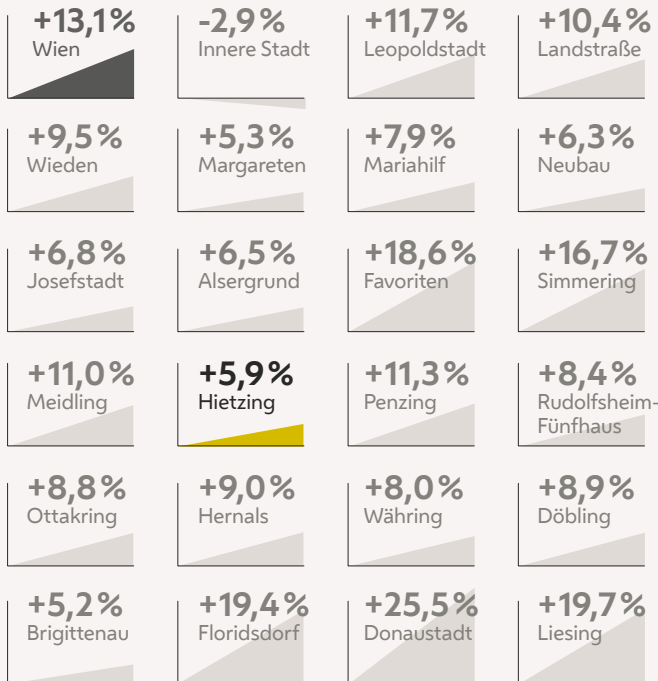 +13,1%
Wien
-2,9%
Innere Stadt
+11,7%
Leopoldstadt
+10,4%
Landstraße
+9,5%
Wieden
+5,3%
Margareten
+7,9%
Mariahilf
+6,3%
Neubau
+6,8%
Josefstadt
+6,5%
Alsergrund
+18,6%
Favoriten
+16,7%
Simmering
+11,0%
Meidling
+5,9%
Hietzing
+11,3%
Penzing
+8,4%
Rudolfsheim-
Fünfhaus
+8,8%
Ottakring
+9,0%
Hernals
+8,0%
Währing
+8,9%
Döbling
+5,2%
Brigittenau
+19,4%
Floridsdorf
+25,5%
Donaustadt
+19,7%
Liesing